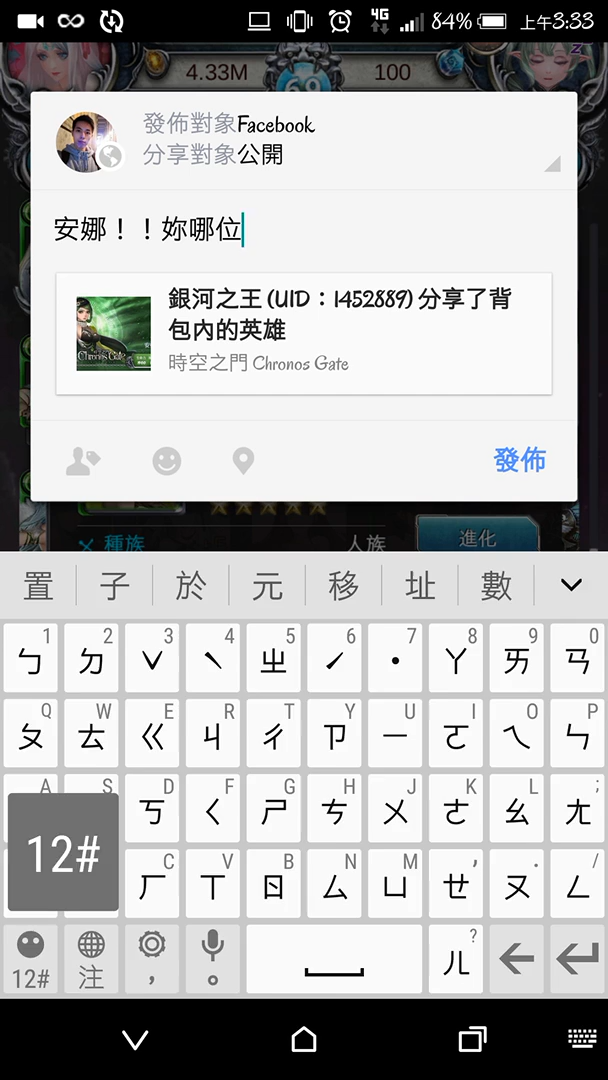 4G 84% 上午3:33
4.33M 69 100
發佈對象Facebook
分享對象公開
安娜！！妳哪位
銀河之王 (UID：1452889) 分享了背
包內的英雄
時空之門 Chronos Gate
Chronos Gate
發佈
種族 人族 進化
置 子 於 元 移 址 數
1 2 3 4 5 6 7 8 9 0
ㄅ ㄉ ˇ ˋ ㄓ ˊ ˙ ㄚ ㄞ ㄢ
Q W E R T Y U I O P
ㄆ ㄊ ㄍ ㄐ ㄔ ㄗ ㄧ ㄛ ㄟ ㄣ
A S D F G H J K L ;
ㄎ ㄑ ㄕ ㄘ ㄨ ㄜ ㄠ ㄤ
12#
C V B N M , . /
ㄏ ㄒ ㄖ ㄙ ㄩ ㄝ ㄡ ㄥ
?
12# 注 ， 。 ㄦ